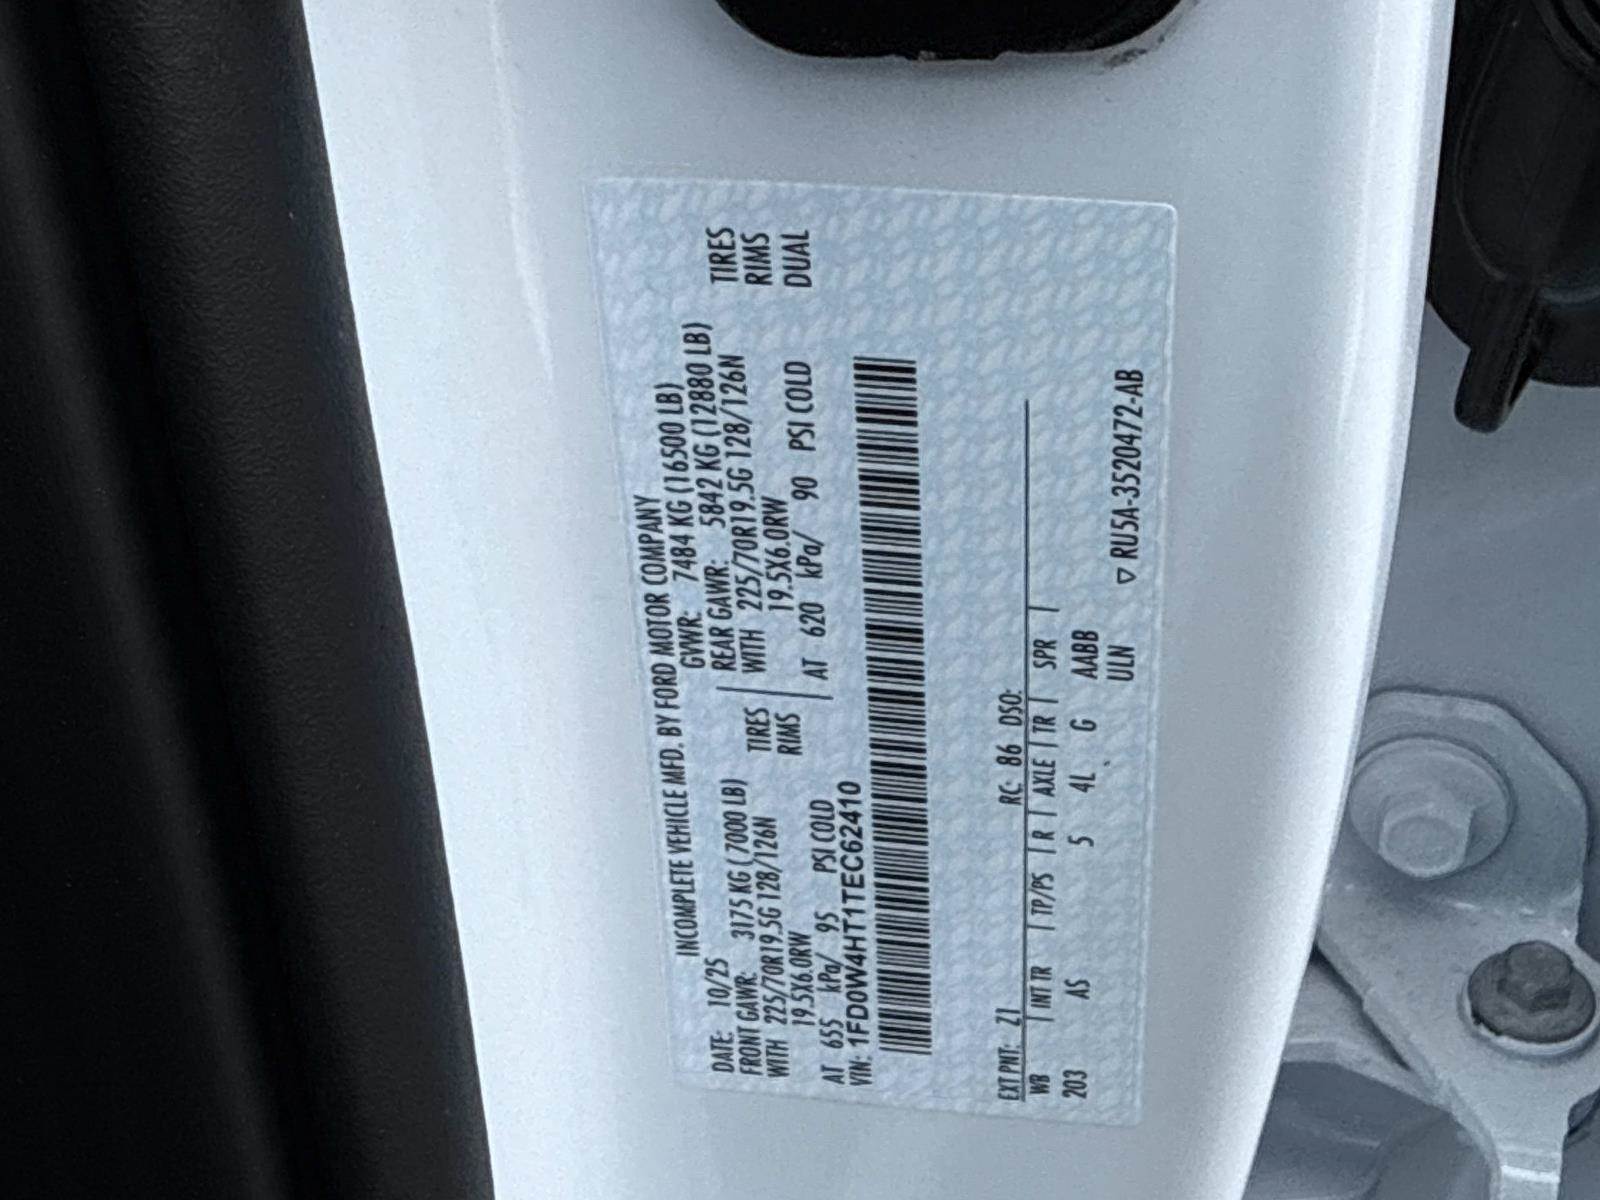 INCOMPLETE VEHICLE MFD. BY FORD MOTOR COMPANY
DATE: 10/25 GVWR: 7484 KG (16500 LB)
FRONT GAWR: 3175 KG (7000 LB) REAR GAWR: 5842 KG (12880 LB)
WITH 225/70R19.5G 128/126N TIRES WITH 225/70R19.5G 128/126N TIRES
19.5X6.0RW RIMS 19.5X6.0RW RIMS
AT 655 kPa/ 95 PSI COLD AT 620 kPa/ 90 PSI COLD DUAL
VIN: 1FD0W4HT1TEC62410
EXT PNT: Z1 RC: 86 DSO:
WB | INT TR | TP/PS | R | AXLE | TR | SPR |
203 AS 5 4L G AABB
ULN ▽ RU5A-3520472-AB